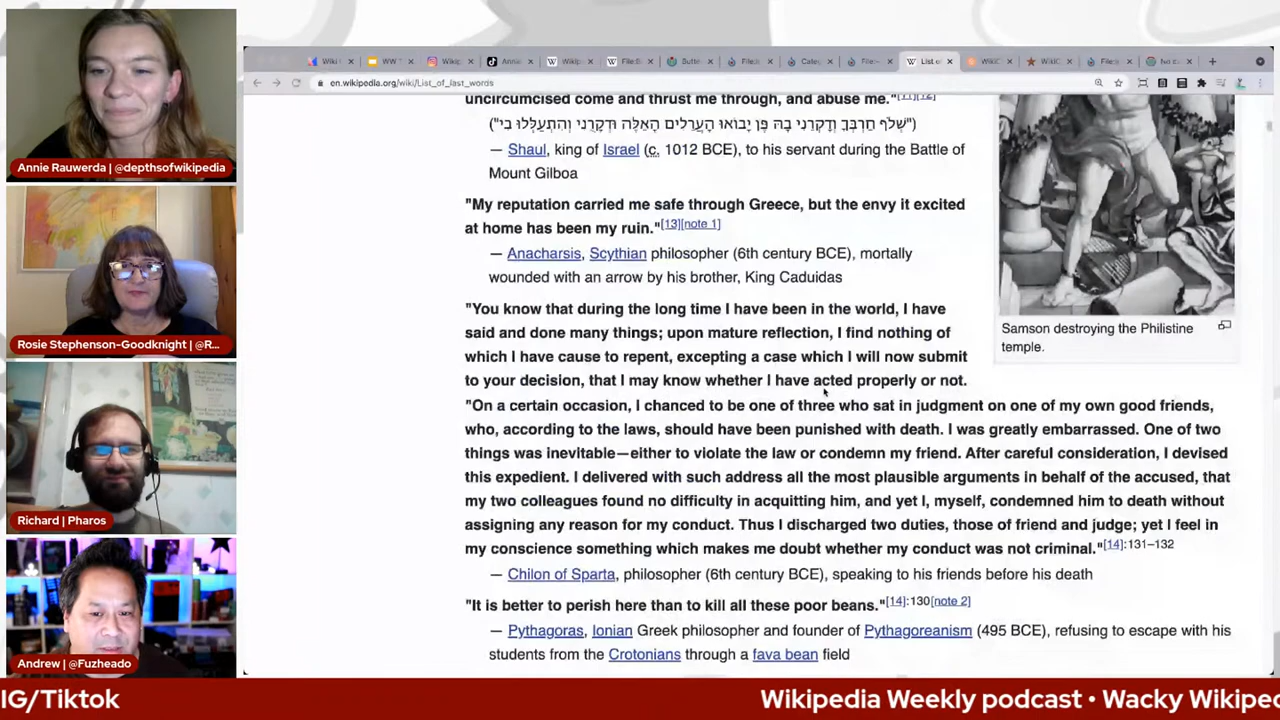 Annie Rauwerda | @depthsofwikipedia
Rosie Stephenson-Goodknight | @R...
Richard | Pharos
Andrew | @Fuzheado
en.wikipedia.org/wiki/List_of_last_words
uncircumcised come and thrust me through, and abuse me."[11][12]
("שְׁלֹף חַרְבְּךָ וְדׇקְרֵנִי בָהּ פֶּן יָבוֹאוּ הָעֲרֵלִים הָאֵלֶּה וּדְקָרֻנִי וְהִתְעַלְּלוּ בִי")
— Shaul, king of Israel (c. 1012 BCE), to his servant during the Battle of
Mount Gilboa
"My reputation carried me safe through Greece, but the envy it excited
at home has been my ruin."[13][note 1]
— Anacharsis, Scythian philosopher (6th century BCE), mortally
wounded with an arrow by his brother, King Caduidas
"You know that during the long time I have been in the world, I have
said and done many things; upon mature reflection, I find nothing of
which I have cause to repent, excepting a case which I will now submit
to your decision, that I may know whether I have acted properly or not.
"On a certain occasion, I chanced to be one of three who sat in judgment on one of my own good friends,
who, according to the laws, should have been punished with death. I was greatly embarrassed. One of two
things was inevitable—either to violate the law or condemn my friend. After careful consideration, I devised
this expedient. I delivered with such address all the most plausible arguments in behalf of the accused, that
my two colleagues found no difficulty in acquitting him, and yet I, myself, condemned him to death without
assigning any reason for my conduct. Thus I discharged two duties, those of friend and judge; yet I feel in
my conscience something which makes me doubt whether my conduct was not criminal."[14]:131–132
— Chilon of Sparta, philosopher (6th century BCE), speaking to his friends before his death
"It is better to perish here than to kill all these poor beans."[14]:130[note 2]
— Pythagoras, Ionian Greek philosopher and founder of Pythagoreanism (495 BCE), refusing to escape with his
students from the Crotonians through a fava bean field
Samson destroying the Philistine
temple.
IG/Tiktok
Wikipedia Weekly podcast • Wacky Wikiped